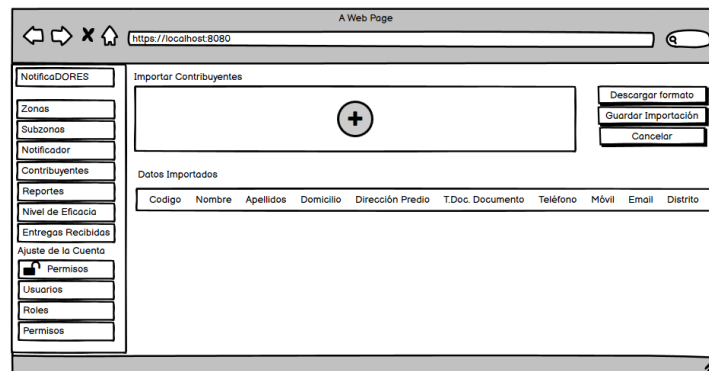 A Web Page
https://localhost:8080
NotificaDORES
Zonas
Subzonas
Notificador
Contribuyentes
Reportes
Nivel de Eficacia
Entregas Recibidas
Ajuste de la Cuenta
Permisos
Usuarios
Roles
Permisos
Importar Contribuyentes
Descargar formato
Guardar Importación
Cancelar
Datos Importados
Codigo Nombre Apellidos Domicilio Dirección Predio T.Doc. Documento Teléfono Móvil Email Distrito